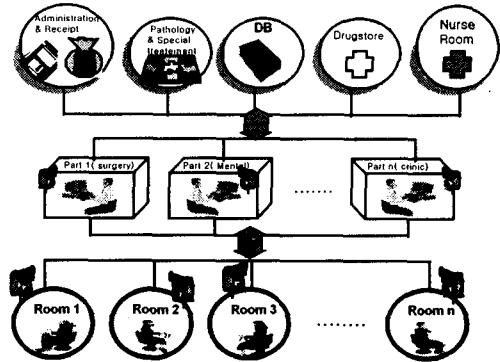 Administration
& Receipt
Pathology
& Special
treatement
DB
Drugstore
Nurse
Room
Part 1( surgery)
Part 2( Mental)
Part n( crinic)
.......
Room 1
Room 2
Room 3
.......
Room n